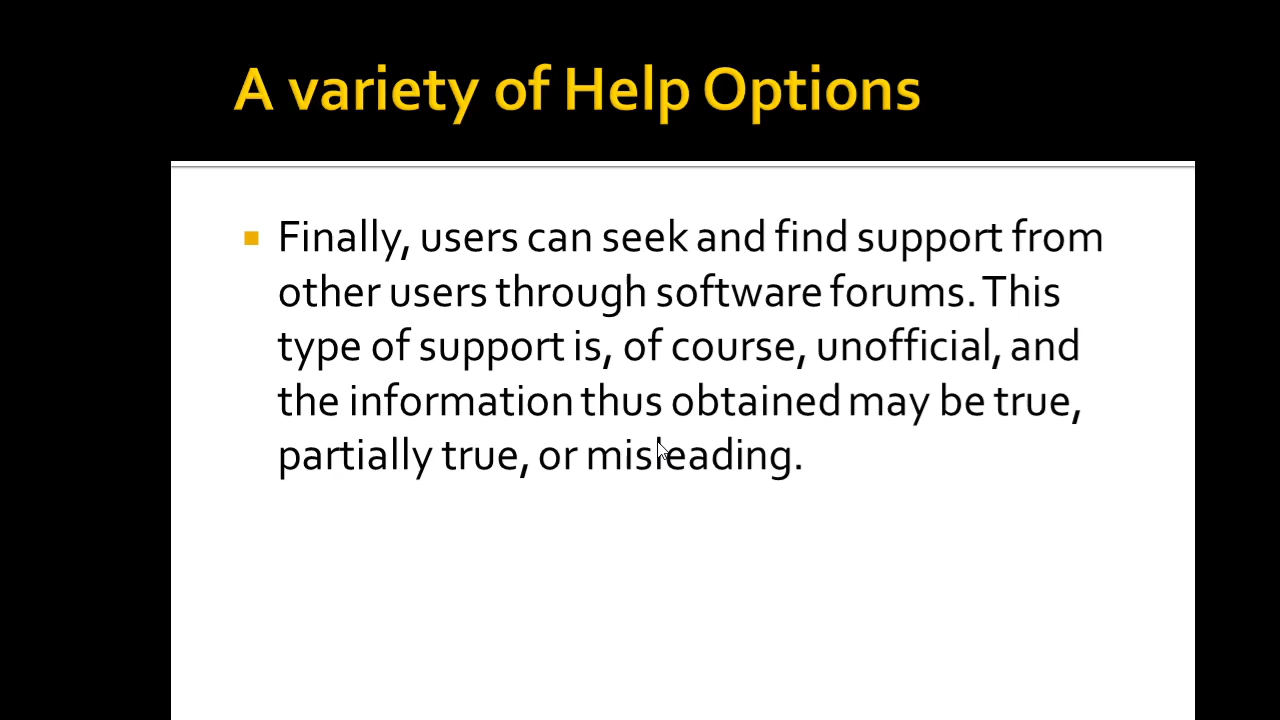 A variety of Help Options
Finally, users can seek and find support from
other users through software forums. This
type of support is, of course, unofficial, and
the information thus obtained may be true,
partially true, or misleading.